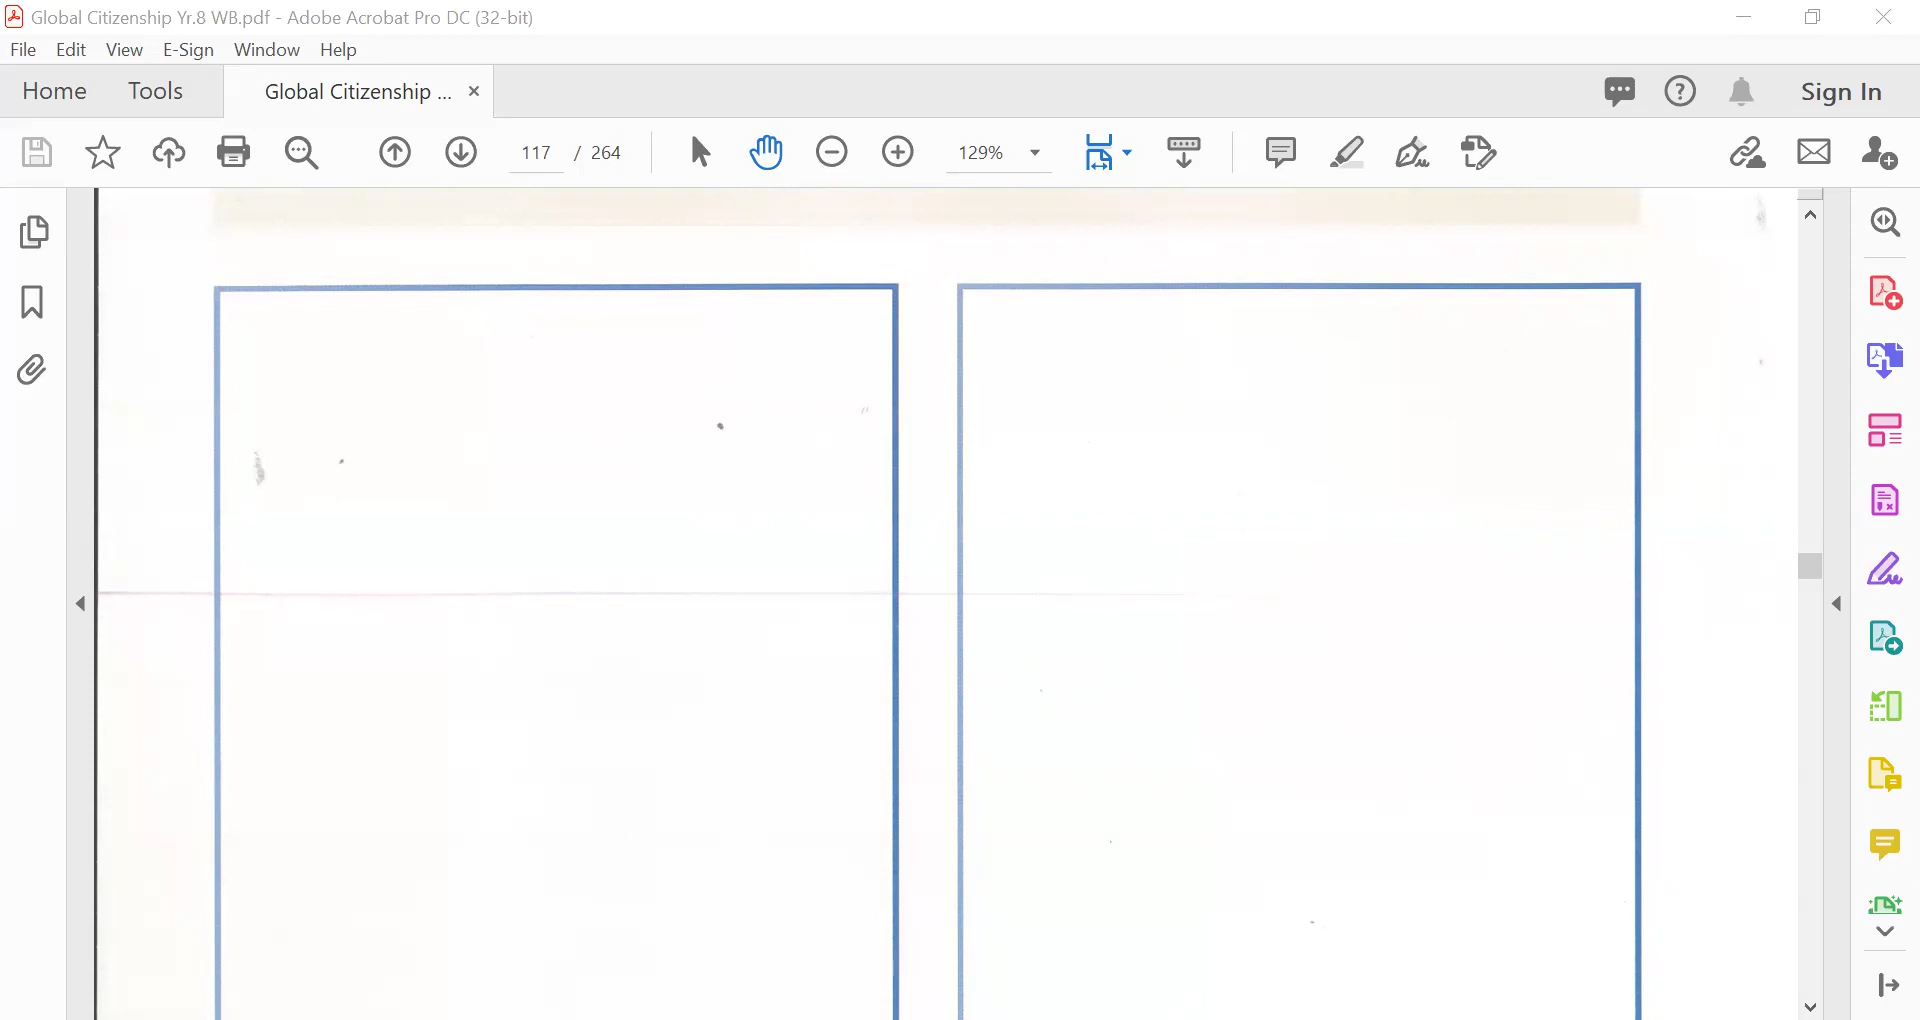 Global Citizenship Yr.8 WB.pdf - Adobe Acrobat Pro DC (32-bit)
File Edit View E-Sign Window Help
Home Tools Global Citizenship ... × Sign In
117 / 264 129%